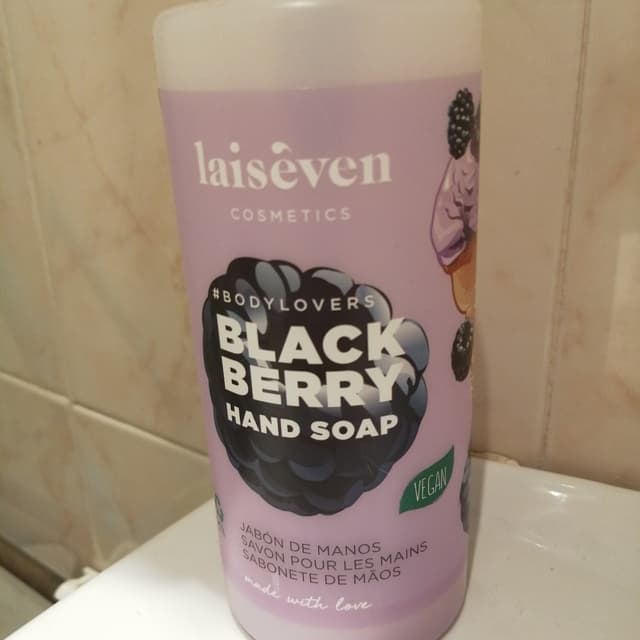 laisêven
COSMETICS
#BODYLOVERS
BLACK
BERRY
HAND SOAP
VEGAN
JABÓN DE MANOS
SAVON POUR LES MAINS
SABONETE DE MÃOS
made with love